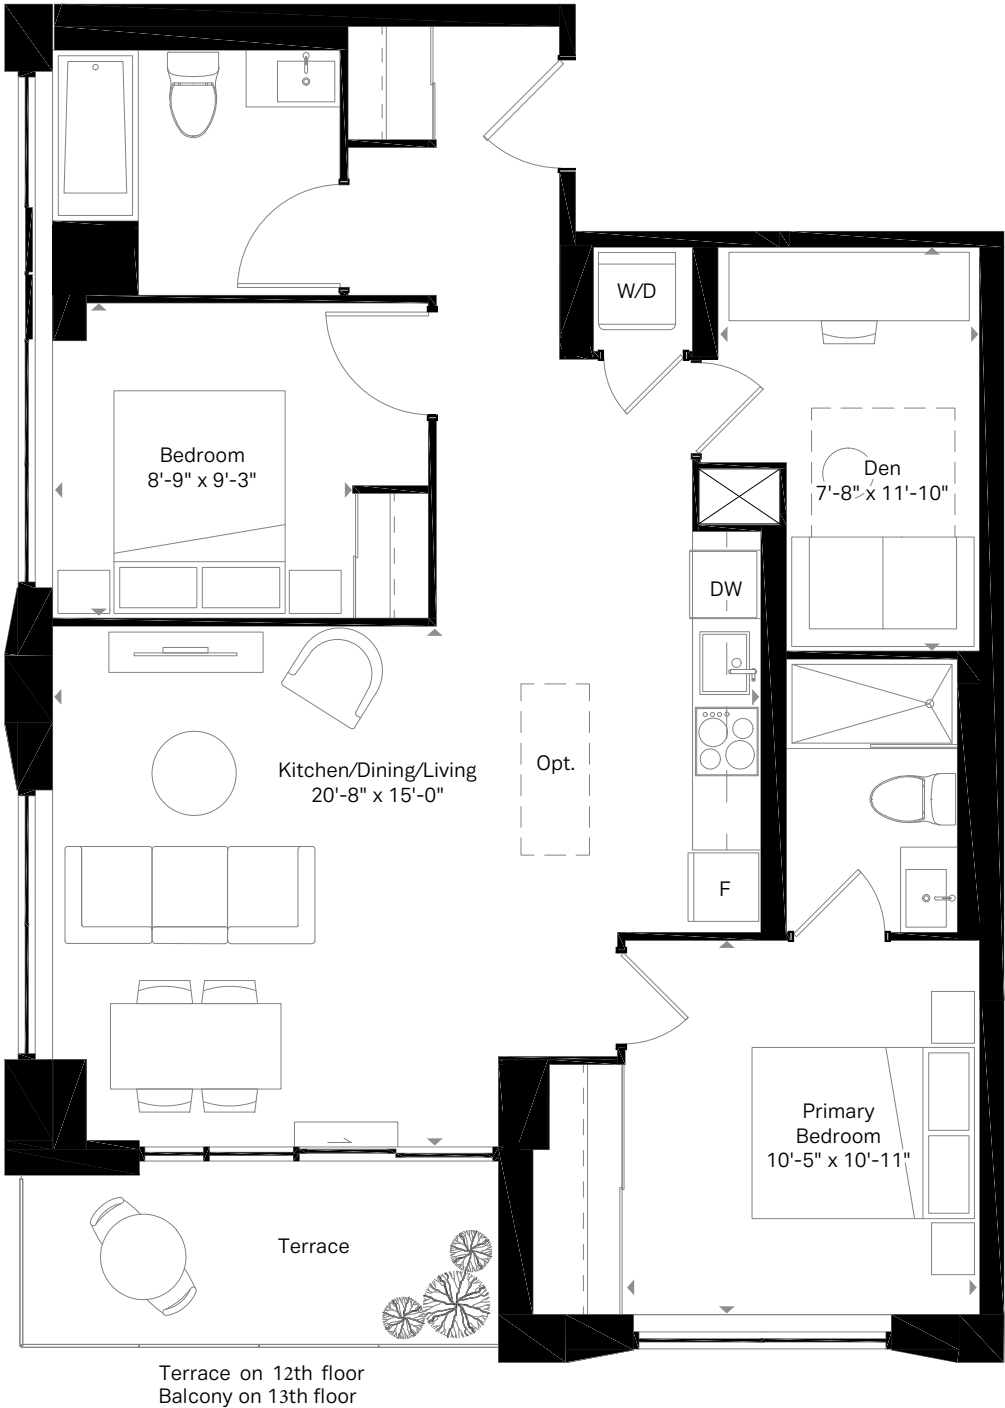 W/D
Bedroom
8'-9" x 9'-3"
Den
7'-8" x 11'-10"
DW
Kitchen/Dining/Living
20'-8" x 15'-0"
Opt.
F
Primary
Bedroom
10'-5" x 10'-11"
Terrace
Terrace on 12th floor
Balcony on 13th floor